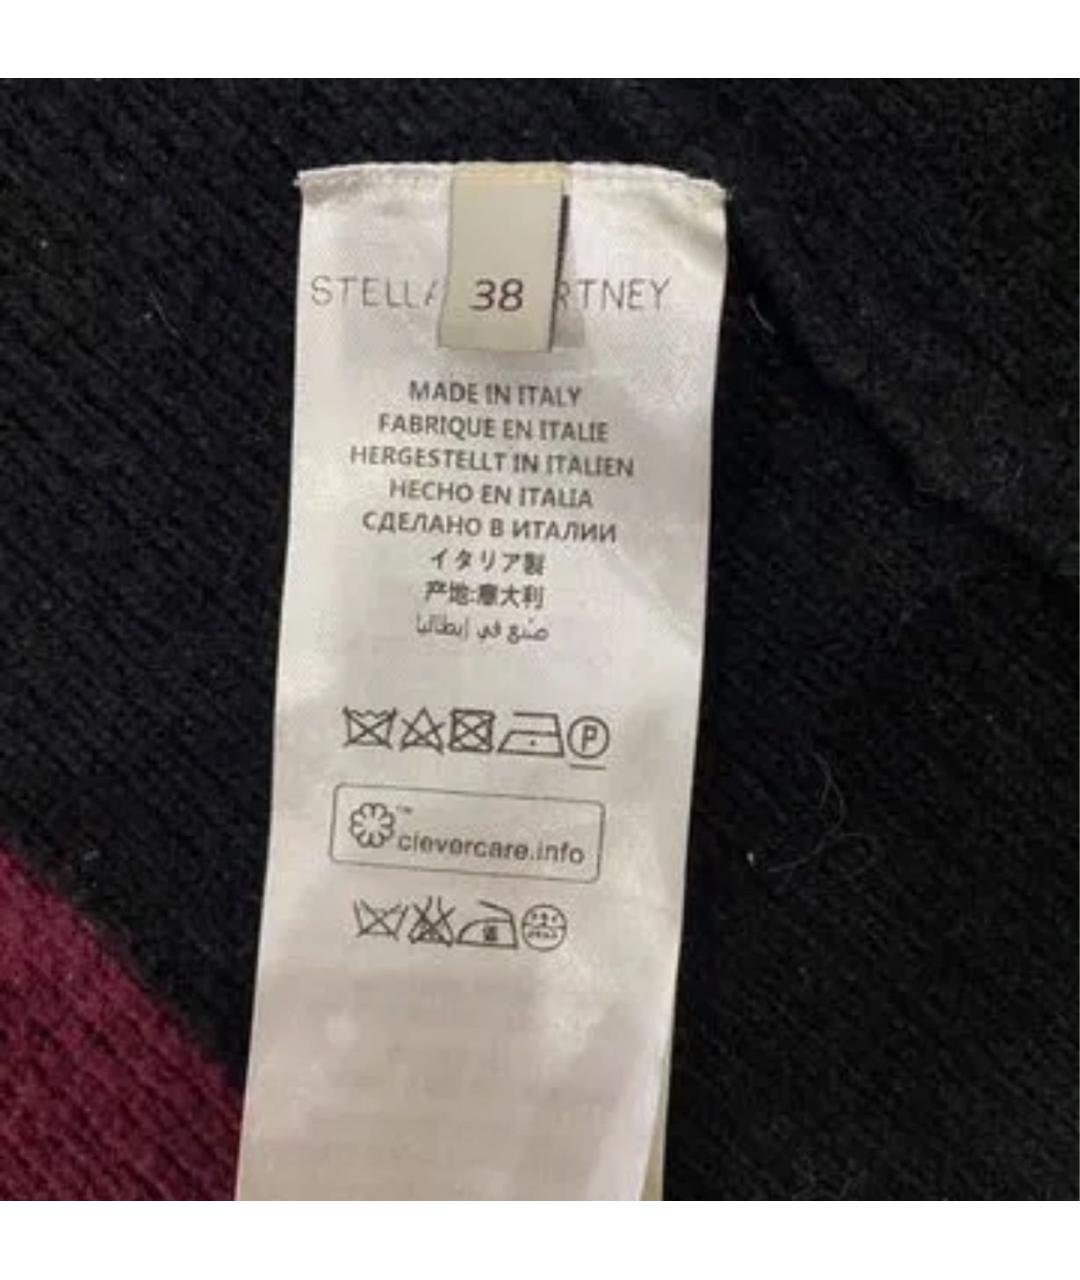 STELLA 38 RTNEY
MADE IN ITALY
FABRIQUE EN ITALIE
HERGESTELLT IN ITALIEN
HECHO EN ITALIA
СДЕЛАНО В ИТАЛИИ
イタリア製
产地:意大利
صنع في إيطاليا
P
clevercare.info